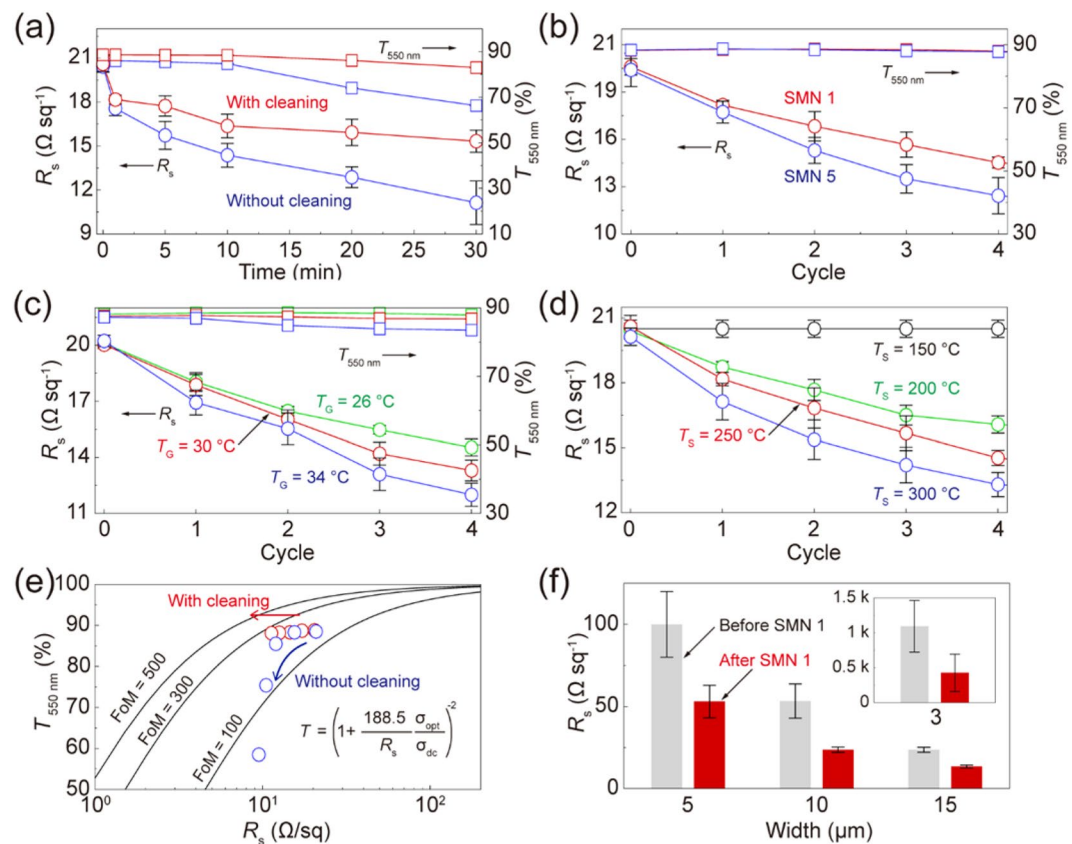 (a)
21
18
15
12
9
Rs (Ω sq⁻¹)
T550 nm
With cleaning
Rs
Without cleaning
90
70
50
30
10
T550 nm (%)
0 5 10 15 20 25 30
Time (min)
(b)
21
19
16
13
10
Rs (Ω sq⁻¹)
T550 nm
SMN 1
Rs
SMN 5
90
70
50
30
T550 nm (%)
0 1 2 3 4
Cycle
(c)
20
17
14
11
Rs (Ω sq⁻¹)
T550 nm
Rs
TG = 26 °C
TG = 30 °C
TG = 34 °C
90
70
50
30
T550 nm (%)
0 1 2 3 4
Cycle
(d)
21
18
15
12
Rs (Ω sq⁻¹)
TS = 150 °C
TS = 200 °C
TS = 250 °C
TS = 300 °C
0 1 2 3 4
Cycle
(e)
100
90
80
70
60
50
T550 nm (%)
With cleaning
Without cleaning
FoM = 500
FoM = 300
FoM = 100
T = (1+ 188.5/Rs σopt/σdc)⁻²
10⁰ 10¹ 10²
Rs (Ω/sq)
(f)
100
50
0
Rs (Ω sq⁻¹)
Before SMN 1
After SMN 1
1.5 k
1 k
0.5 k
0
3
5 10 15
Width (μm)